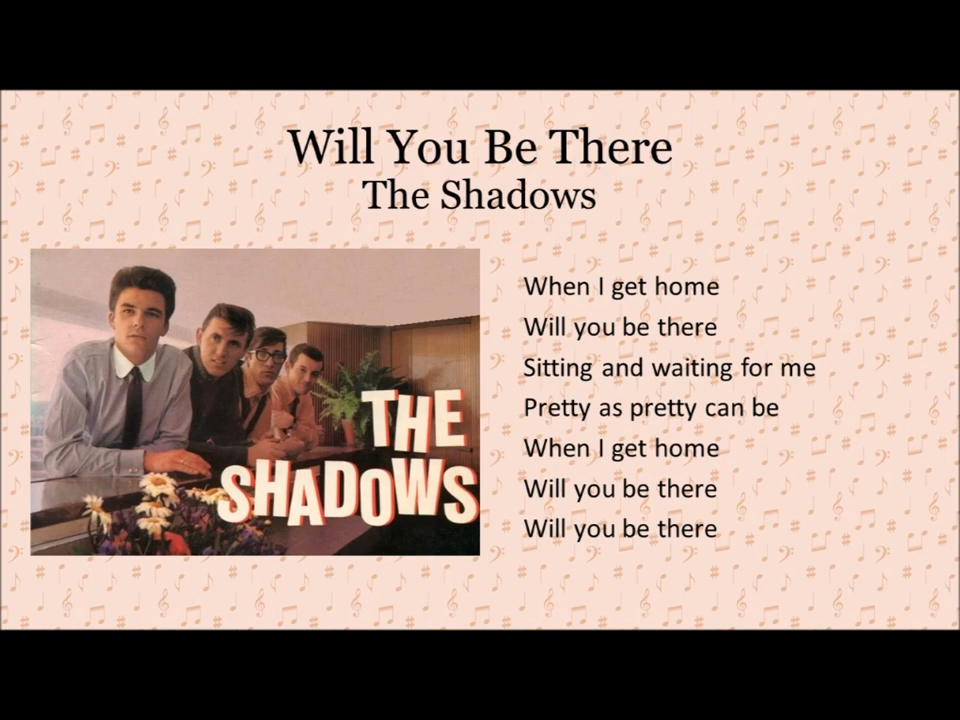 Will You Be There
The Shadows
THE
SHADOWS
When I get home
Will you be there
Sitting and waiting for me
Pretty as pretty can be
When I get home
Will you be there
Will you be there